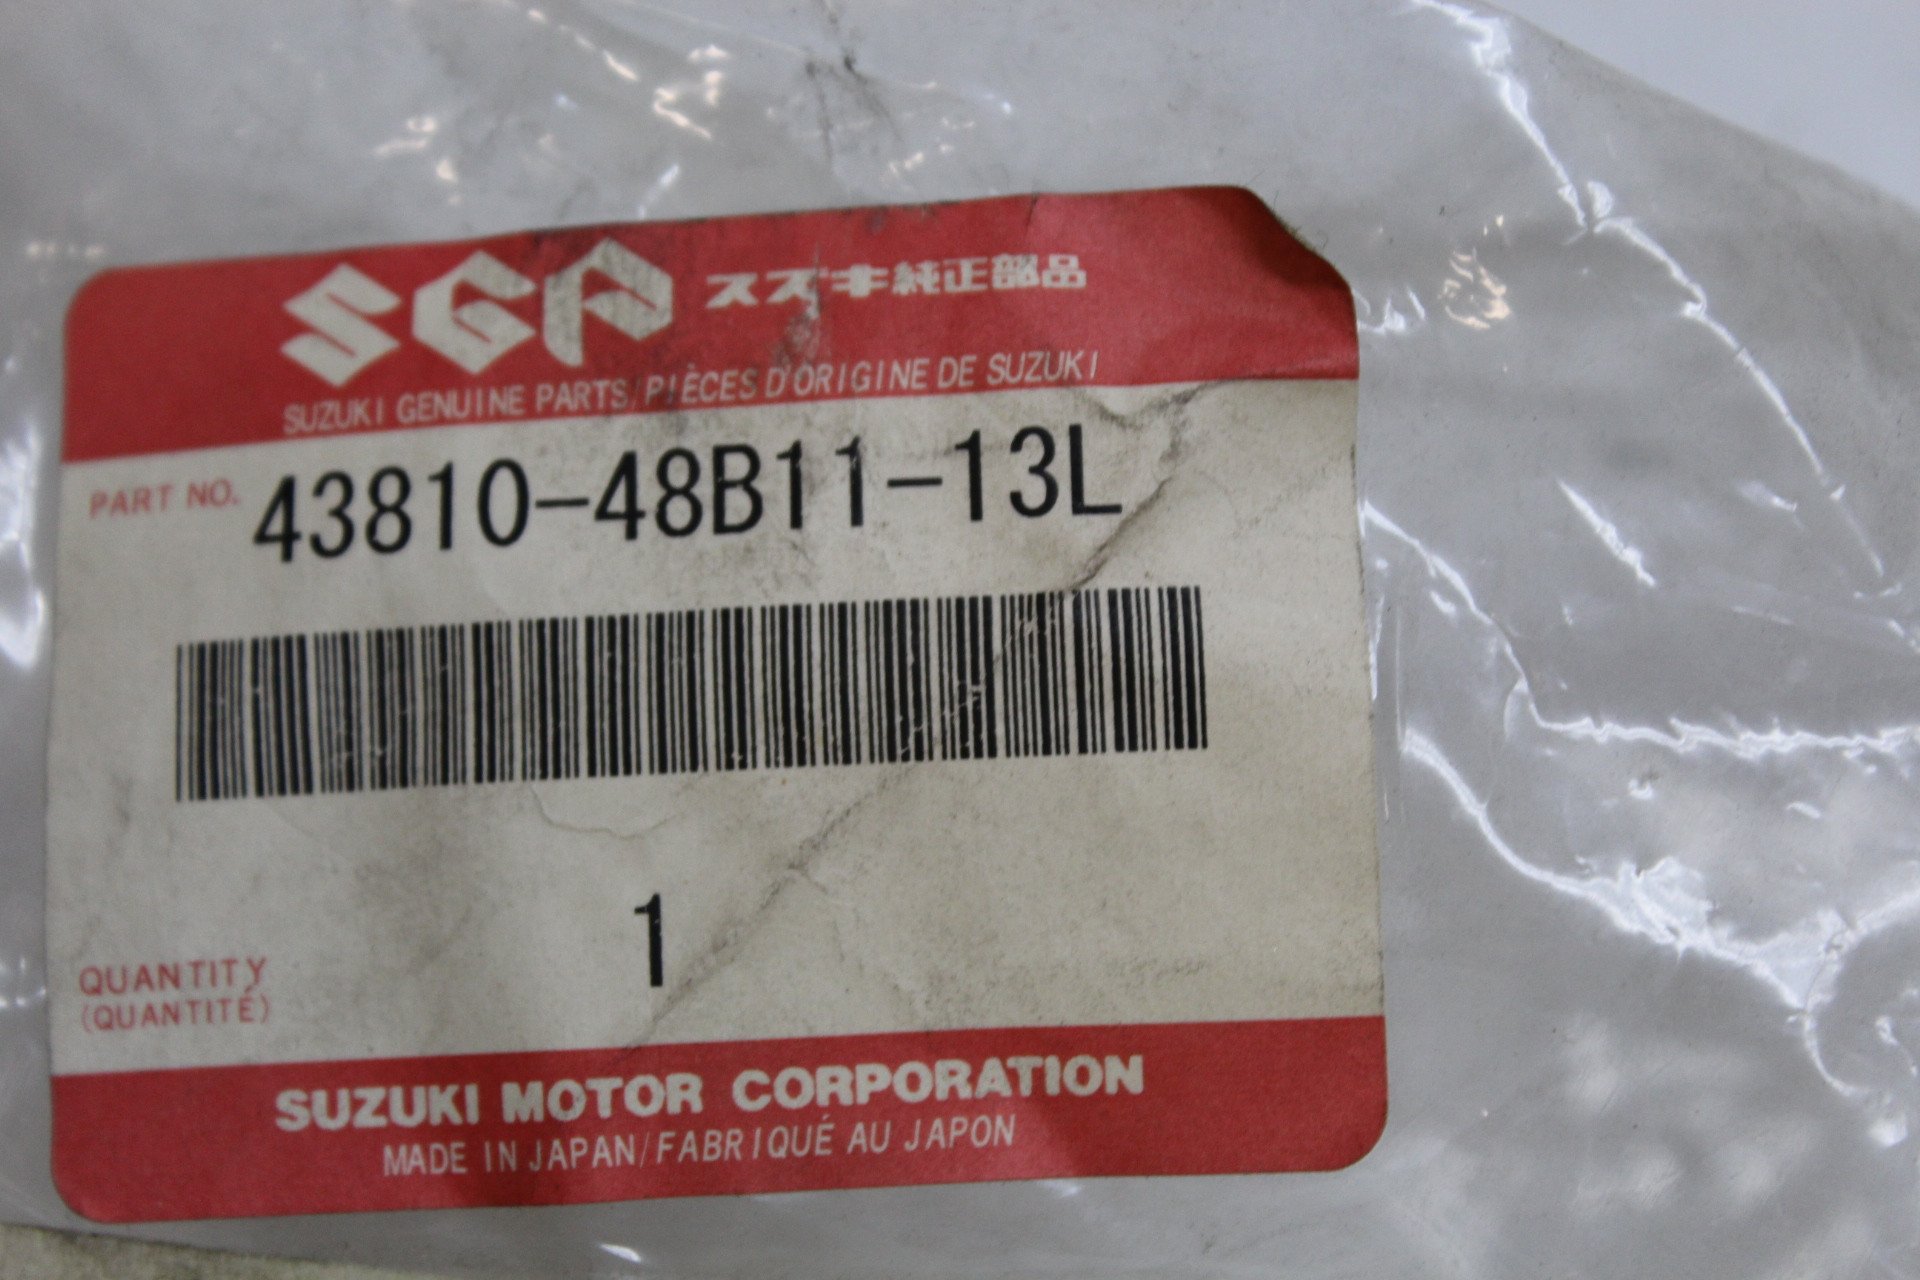 SGP スズキ純正部品
SUZUKI GENUINE PARTS/PIÈCES D'ORIGINE DE SUZUKI
PART NO. 43810-48B11-13L
1
QUANTITY
(QUANTITÉ)
SUZUKI MOTOR CORPORATION
MADE IN JAPAN/FABRIQUÉ AU JAPON